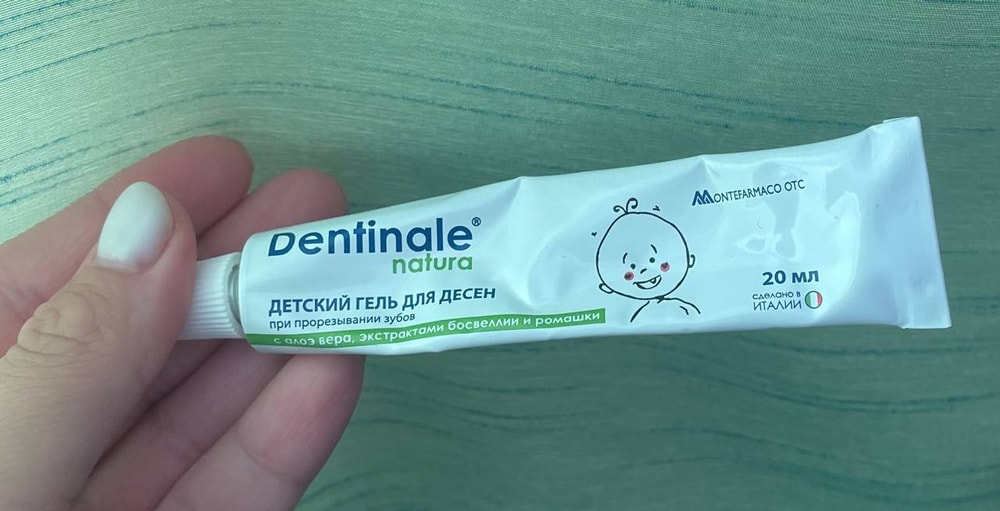 Dentinale®
natura
ДЕТСКИЙ ГЕЛЬ ДЛЯ ДЕСЕН
при прорезывании зубов
с алоэ вера, экстрактами босвеллии и ромашки
MONTEFARMACO OTC
20 мл
СДЕЛАНО В
ИТАЛИИ